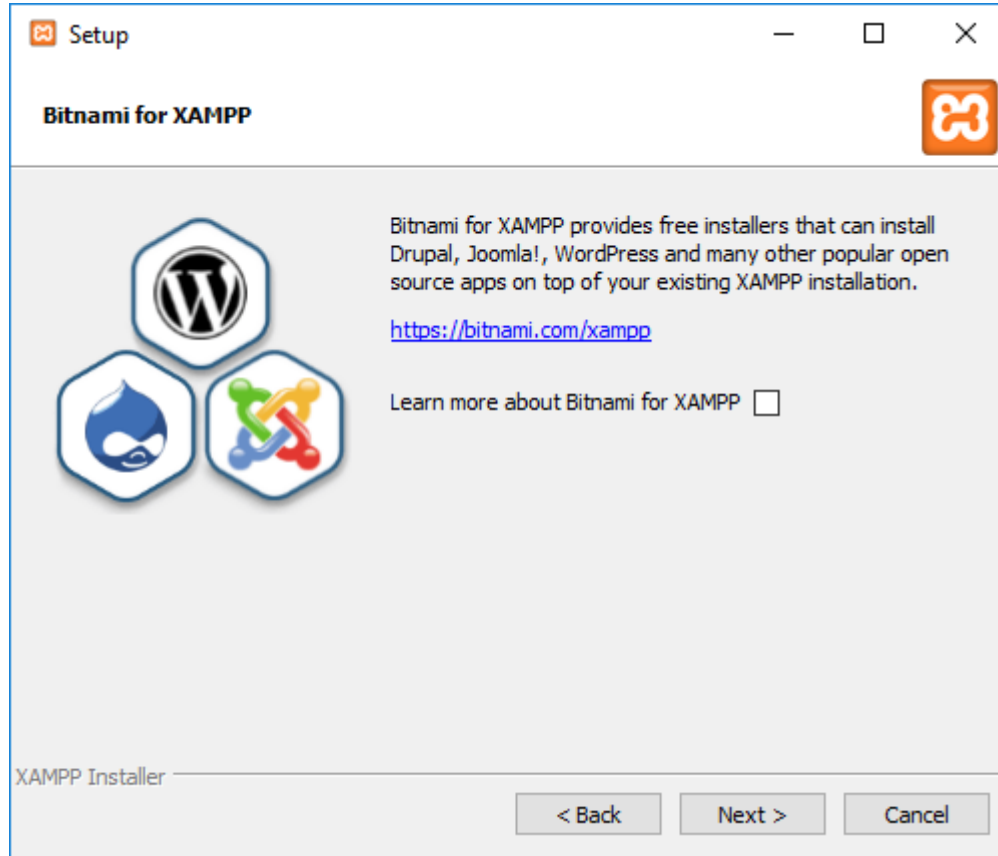 Setup
Bitnami for XAMPP
Bitnami for XAMPP provides free installers that can install
Drupal, Joomla!, WordPress and many other popular open
source apps on top of your existing XAMPP installation.
https://bitnami.com/xampp
Learn more about Bitnami for XAMPP
XAMPP Installer
< Back
Next >
Cancel